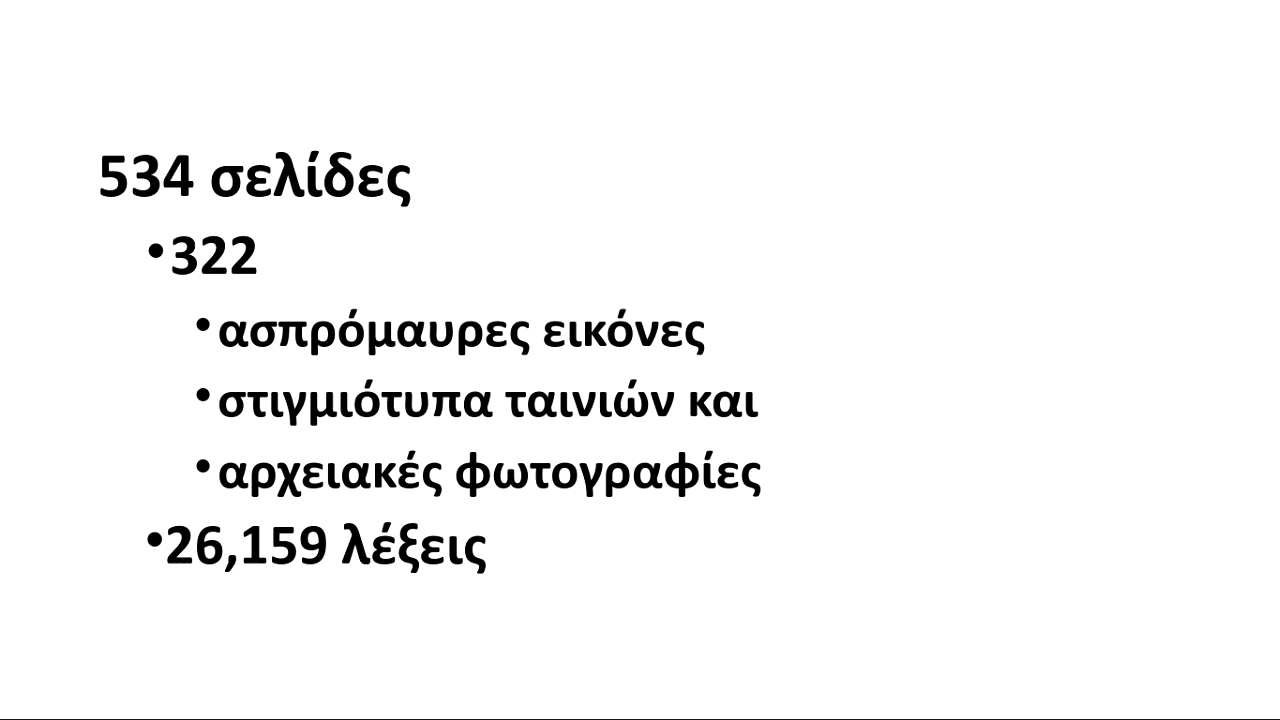 534 σελίδες
•322
•ασπρόμαυρες εικόνες
•στιγμιότυπα ταινιών και
•αρχειακές φωτογραφίες
•26,159 λέξεις